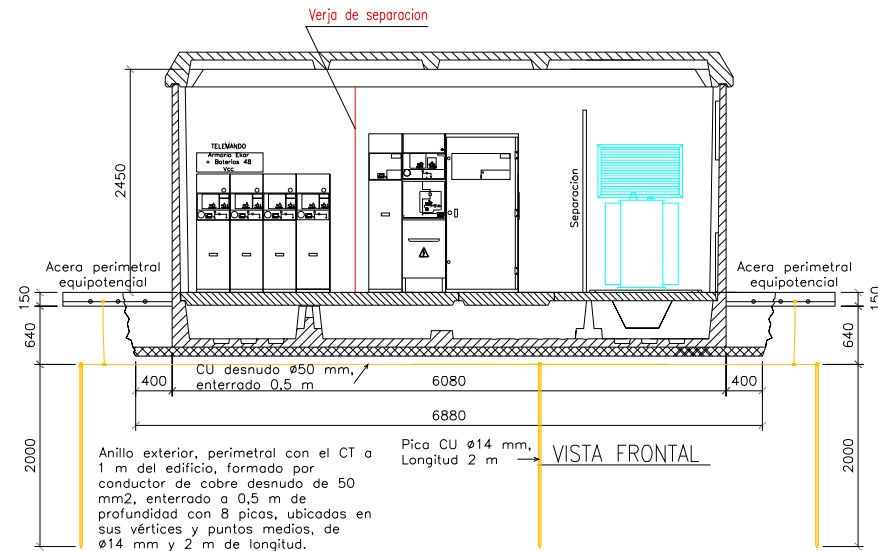 Verja de separacion
TELEMANDO
Armario Ekor
+ Baterias 48
Vcc
2450
Separacion
Acera perimetral
equipotencial
Acera perimetral
equipotencial
150
150
640
640
CU desnudo ø50 mm,
enterrado 0,5 m
400
6080
400
6880
2000
2000
Anillo exterior, perimetral con el CT a
1 m del edificio, formado por
conductor de cobre desnudo de 50
mm2, enterrado a 0,5 m de
profundidad con 8 picas, ubicadas en
sus vértices y puntos medios, de
ø14 mm y 2 m de longitud.
Pica CU ø14 mm,
Longitud 2 m
VISTA FRONTAL